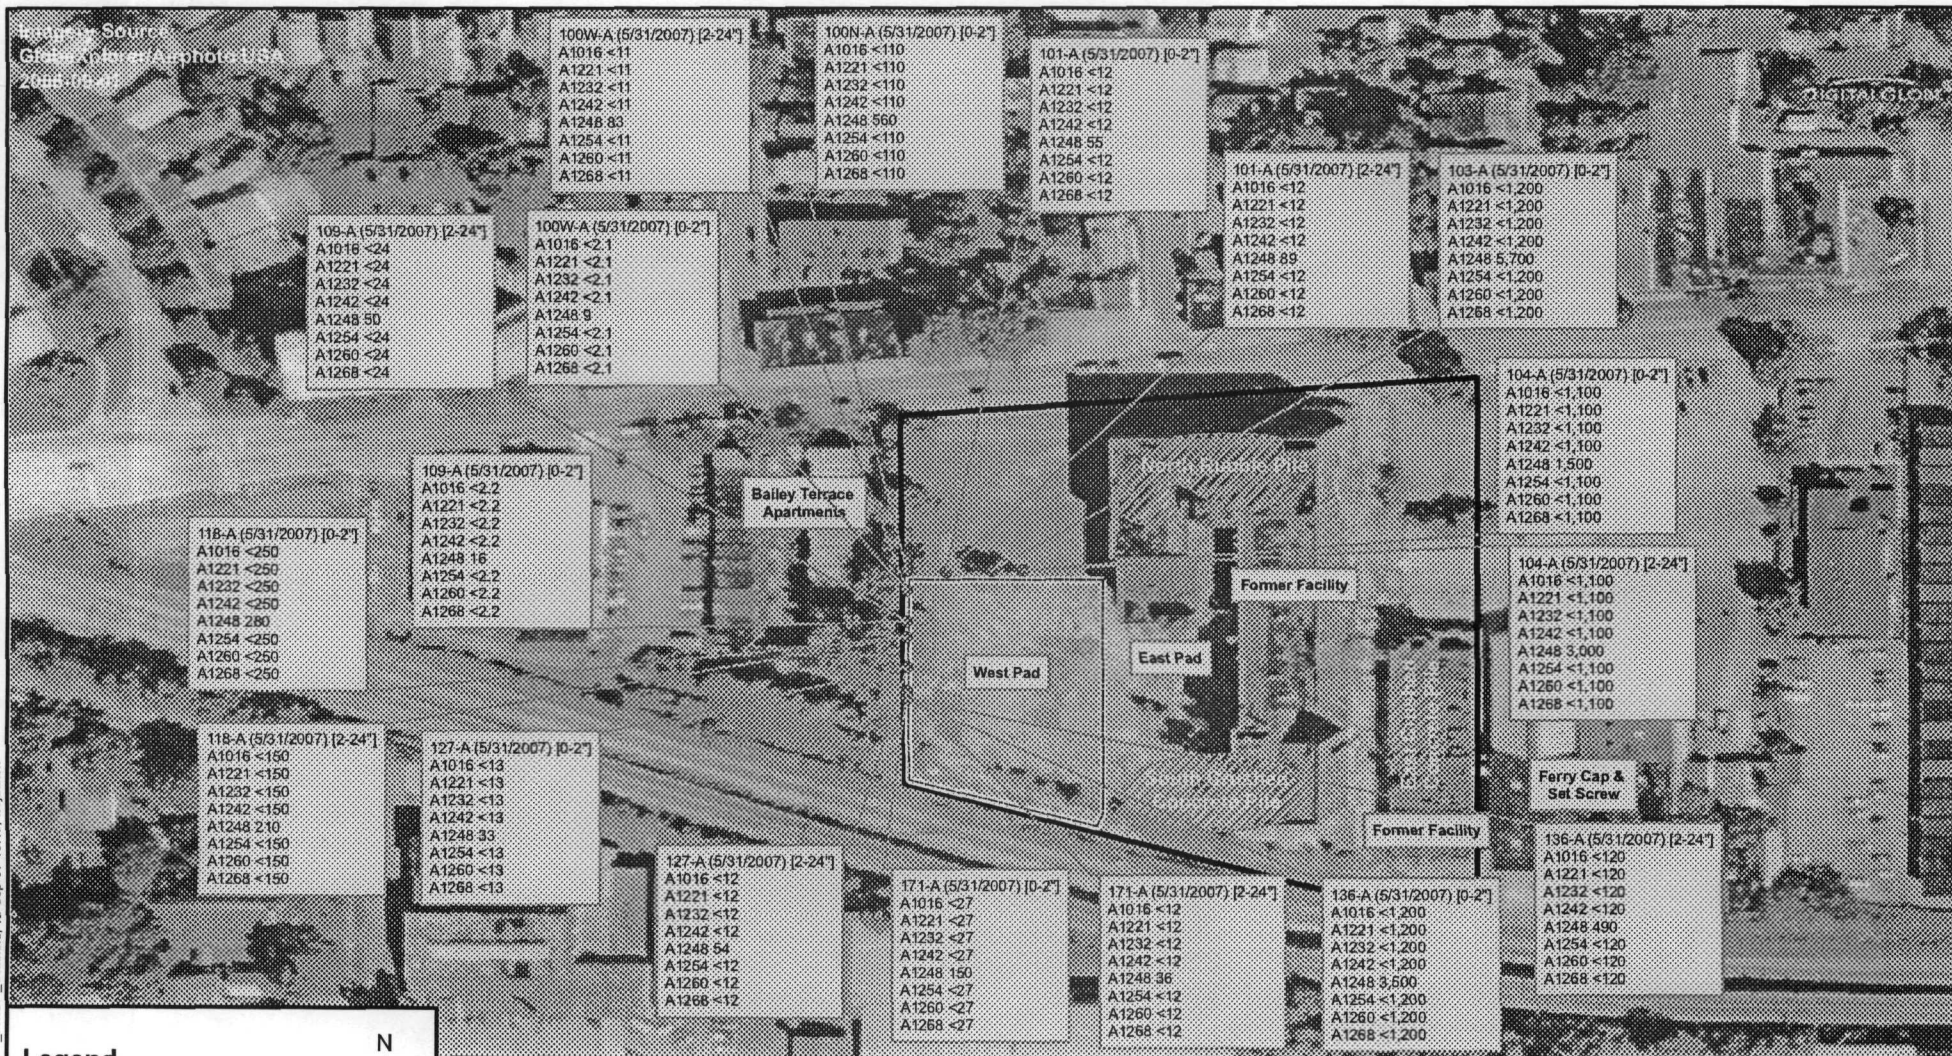 Imagery Source
GlobeXplorer/Airphoto USA
DIGITALGLOBE
100W-A (5/31/2007) [2-24"]
A1016 <11
A1221 <11
A1232 <11
A1242 <11
A1248 83
A1254 <11
A1260 <11
A1268 <11
100N-A (5/31/2007) [0-2"]
A1016 <110
A1221 <110
A1232 <110
A1242 <110
A1248 560
A1254 <110
A1260 <110
A1268 <110
101-A (5/31/2007) [0-2"]
A1016 <12
A1221 <12
A1232 <12
A1242 <12
A1248 55
A1254 <12
A1260 <12
A1268 <12
101-A (5/31/2007) [2-24"]
A1016 <12
A1221 <12
A1232 <12
A1242 <12
A1248 89
A1254 <12
A1260 <12
A1268 <12
103-A (5/31/2007) [0-2"]
A1016 <1,200
A1221 <1,200
A1232 <1,200
A1242 <1,200
A1248 5,700
A1254 <1,200
A1260 <1,200
A1268 <1,200
109-A (5/31/2007) [2-24"]
A1016 <24
A1221 <24
A1232 <24
A1242 <24
A1248 50
A1254 <24
A1260 <24
A1268 <24
100W-A (5/31/2007) [0-2"]
A1016 <2.1
A1221 <2.1
A1232 <2.1
A1242 <2.1
A1248 9
A1254 <2.1
A1260 <2.1
A1268 <2.1
104-A (5/31/2007) [0-2"]
A1016 <1,100
A1221 <1,100
A1232 <1,100
A1242 <1,100
A1248 1,500
A1254 <1,100
A1260 <1,100
A1268 <1,100
109-A (5/31/2007) [0-2"]
A1016 <2.2
A1221 <2.2
A1232 <2.2
A1242 <2.2
A1248 16
A1254 <2.2
A1260 <2.2
A1268 <2.2
Bailey Terrace
Apartments
North Rubble Pile
118-A (5/31/2007) [0-2"]
A1016 <250
A1221 <250
A1232 <250
A1242 <250
A1248 280
A1254 <250
A1260 <250
A1268 <250
104-A (5/31/2007) [2-24"]
A1016 <1,100
A1221 <1,100
A1232 <1,100
A1242 <1,100
A1248 3,000
A1254 <1,100
A1260 <1,100
A1268 <1,100
Former Facility
West Pad
East Pad
South Crushed
Concrete Pile
East Crushed
Concrete Pile
Ferry Cap &
Set Screw
Former Facility
118-A (5/31/2007) [2-24"]
A1016 <150
A1221 <150
A1232 <150
A1242 <150
A1248 210
A1254 <150
A1260 <150
A1268 <150
127-A (5/31/2007) [0-2"]
A1016 <13
A1221 <13
A1232 <13
A1242 <13
A1248 33
A1254 <13
A1260 <13
A1268 <13
127-A (5/31/2007) [2-24"]
A1016 <12
A1221 <12
A1232 <12
A1242 <12
A1248 54
A1254 <12
A1260 <12
A1268 <12
171-A (5/31/2007) [0-2"]
A1016 <27
A1221 <27
A1232 <27
A1242 <27
A1248 150
A1254 <27
A1260 <27
A1268 <27
171-A (5/31/2007) [2-24"]
A1016 <12
A1221 <12
A1232 <12
A1242 <12
A1248 36
A1254 <12
A1260 <12
A1268 <12
136-A (5/31/2007) [0-2"]
A1016 <1,200
A1221 <1,200
A1232 <1,200
A1242 <1,200
A1248 3,500
A1254 <1,200
A1260 <1,200
A1268 <1,200
136-A (5/31/2007) [2-24"]
A1016 <120
A1221 <120
A1232 <120
A1242 <120
A1248 490
A1254 <120
A1260 <120
A1268 <120
Legend
N